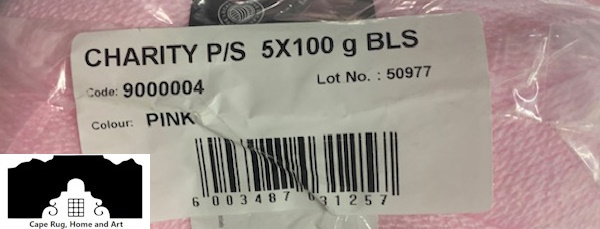 CHARITY P/S 5X100 g BLS
Code: 9000004
Lot No. : 50977
Colour: PINK
6 003487 031257
Cape Rug, Home and Art